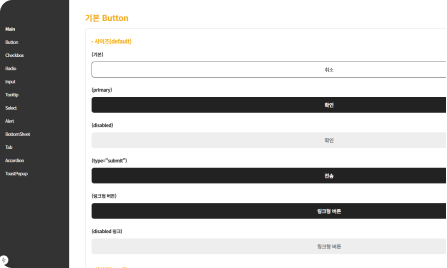 Main
Button
Checkbox
Radio
Input
Tooltip
Select
Alert
BottomSheet
Tab
Accordion
ToastPopup
기본 Button
- 사이즈(default)
(기본)
취소
(primary)
확인
(disabled)
확인
(type="submit")
전송
(링크형 버튼)
링크형 버튼
(disabled 링크)
링크형 버튼